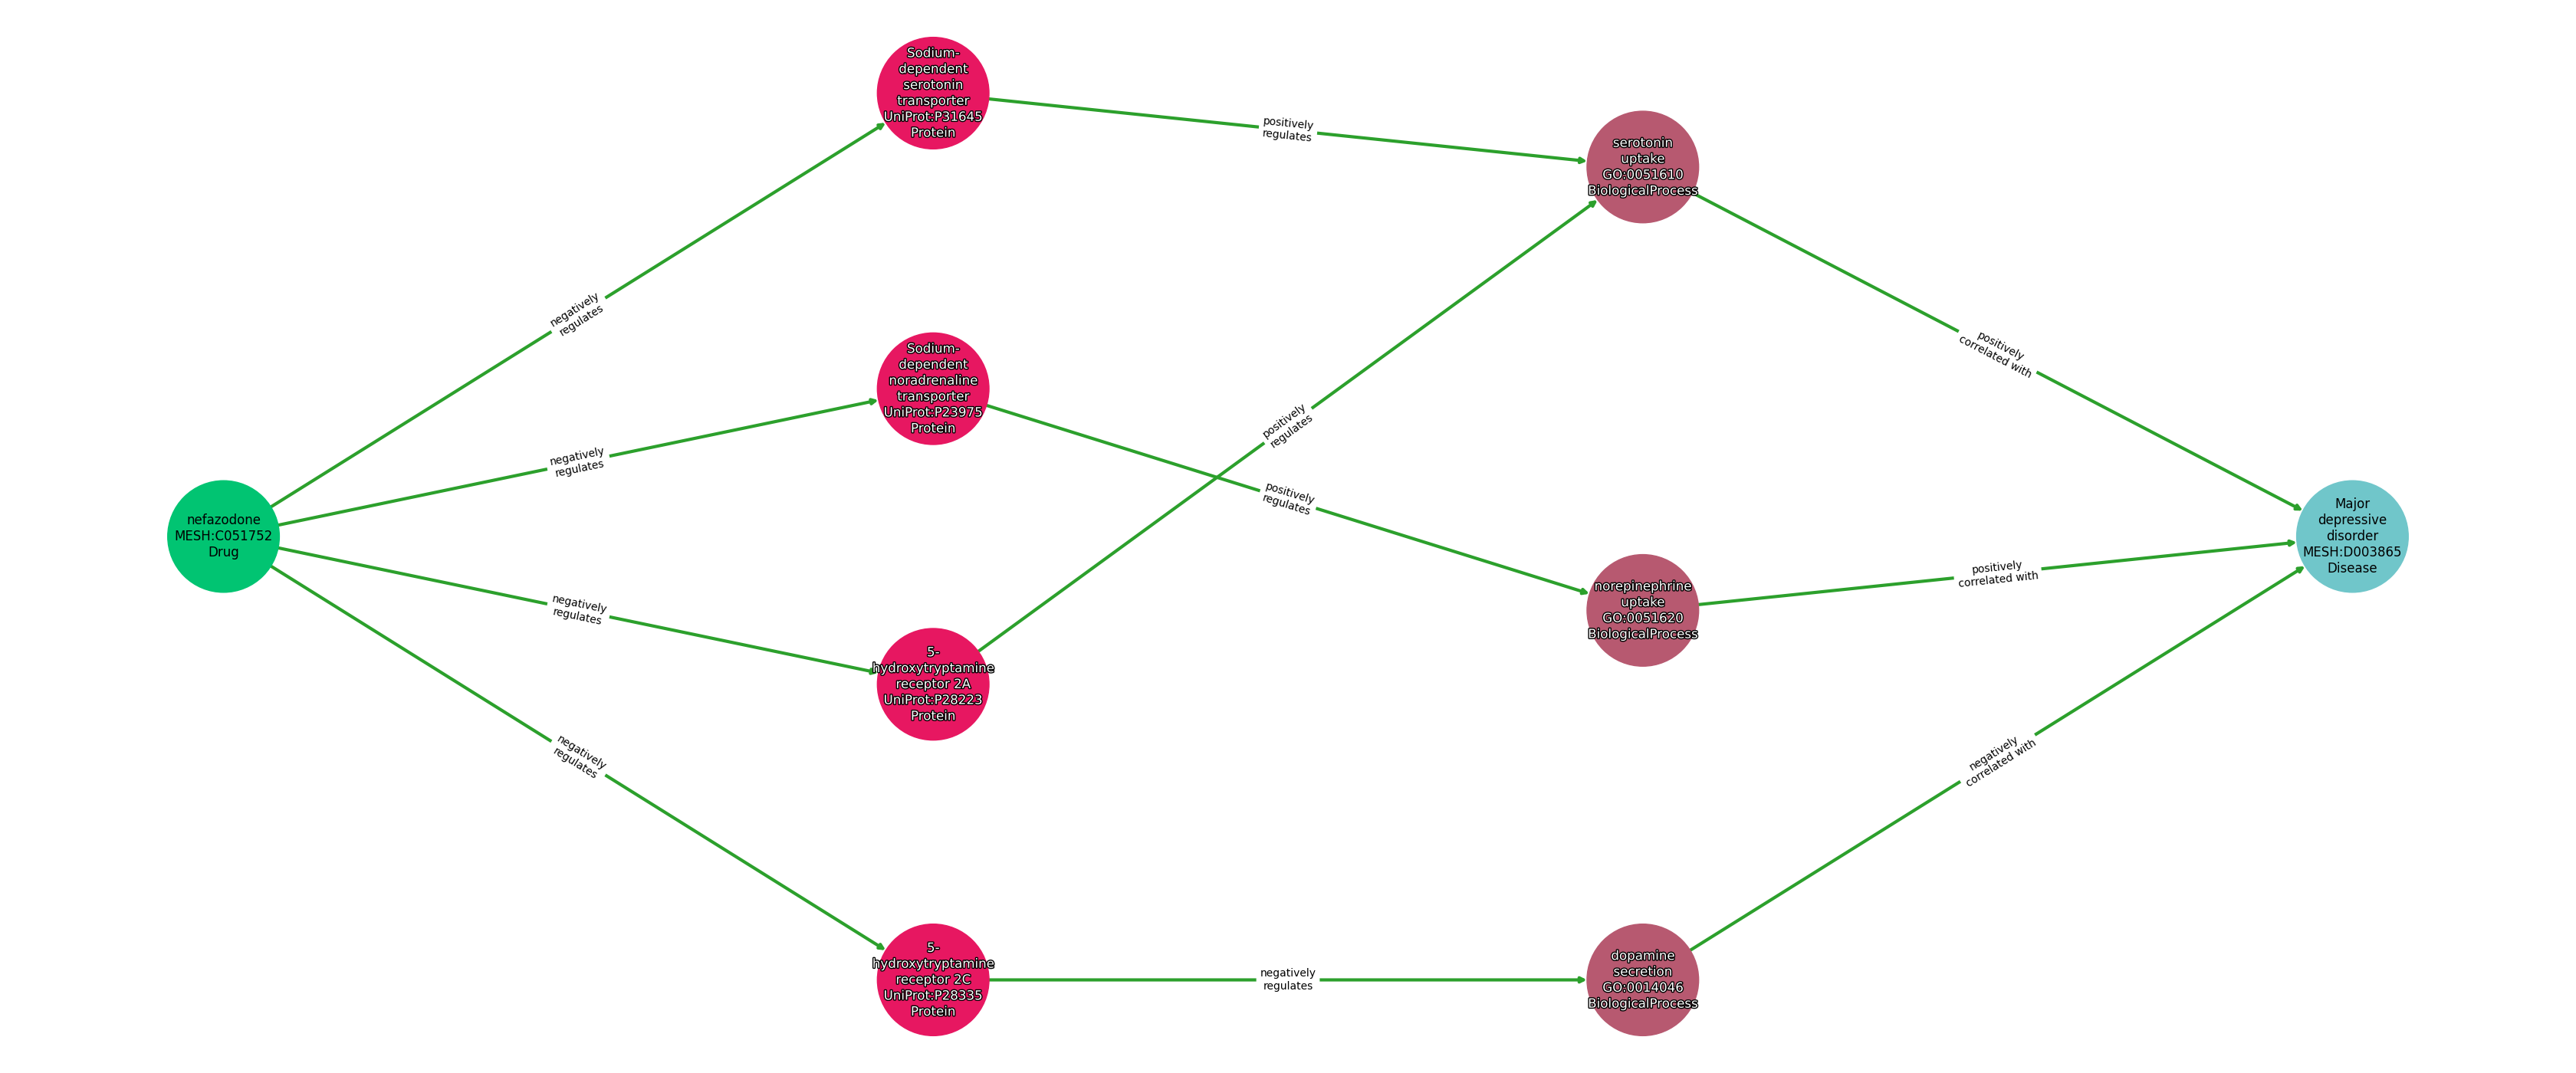 Sodium-
dependent
serotonin
transporter
UniProt:P31645
Protein
positively
regulates
serotonin
uptake
GO:0051610
BiologicalProcess
negatively
regulates
positively
correlated with
Sodium-
dependent
noradrenaline
transporter
UniProt:P23975
Protein
negatively
regulates
positively
regulates
positively
regulates
nefazodone
MESH:C051752
Drug
Major
depressive
disorder
MESH:D003865
Disease
negatively
regulates
norepinephrine
uptake
GO:0051620
BiologicalProcess
positively
correlated with
5-
hydroxytryptamine
receptor 2A
UniProt:P28223
Protein
negatively
regulates
negatively
correlated with
5-
hydroxytryptamine
receptor 2C
UniProt:P28335
Protein
negatively
regulates
dopamine
secretion
GO:0014046
BiologicalProcess